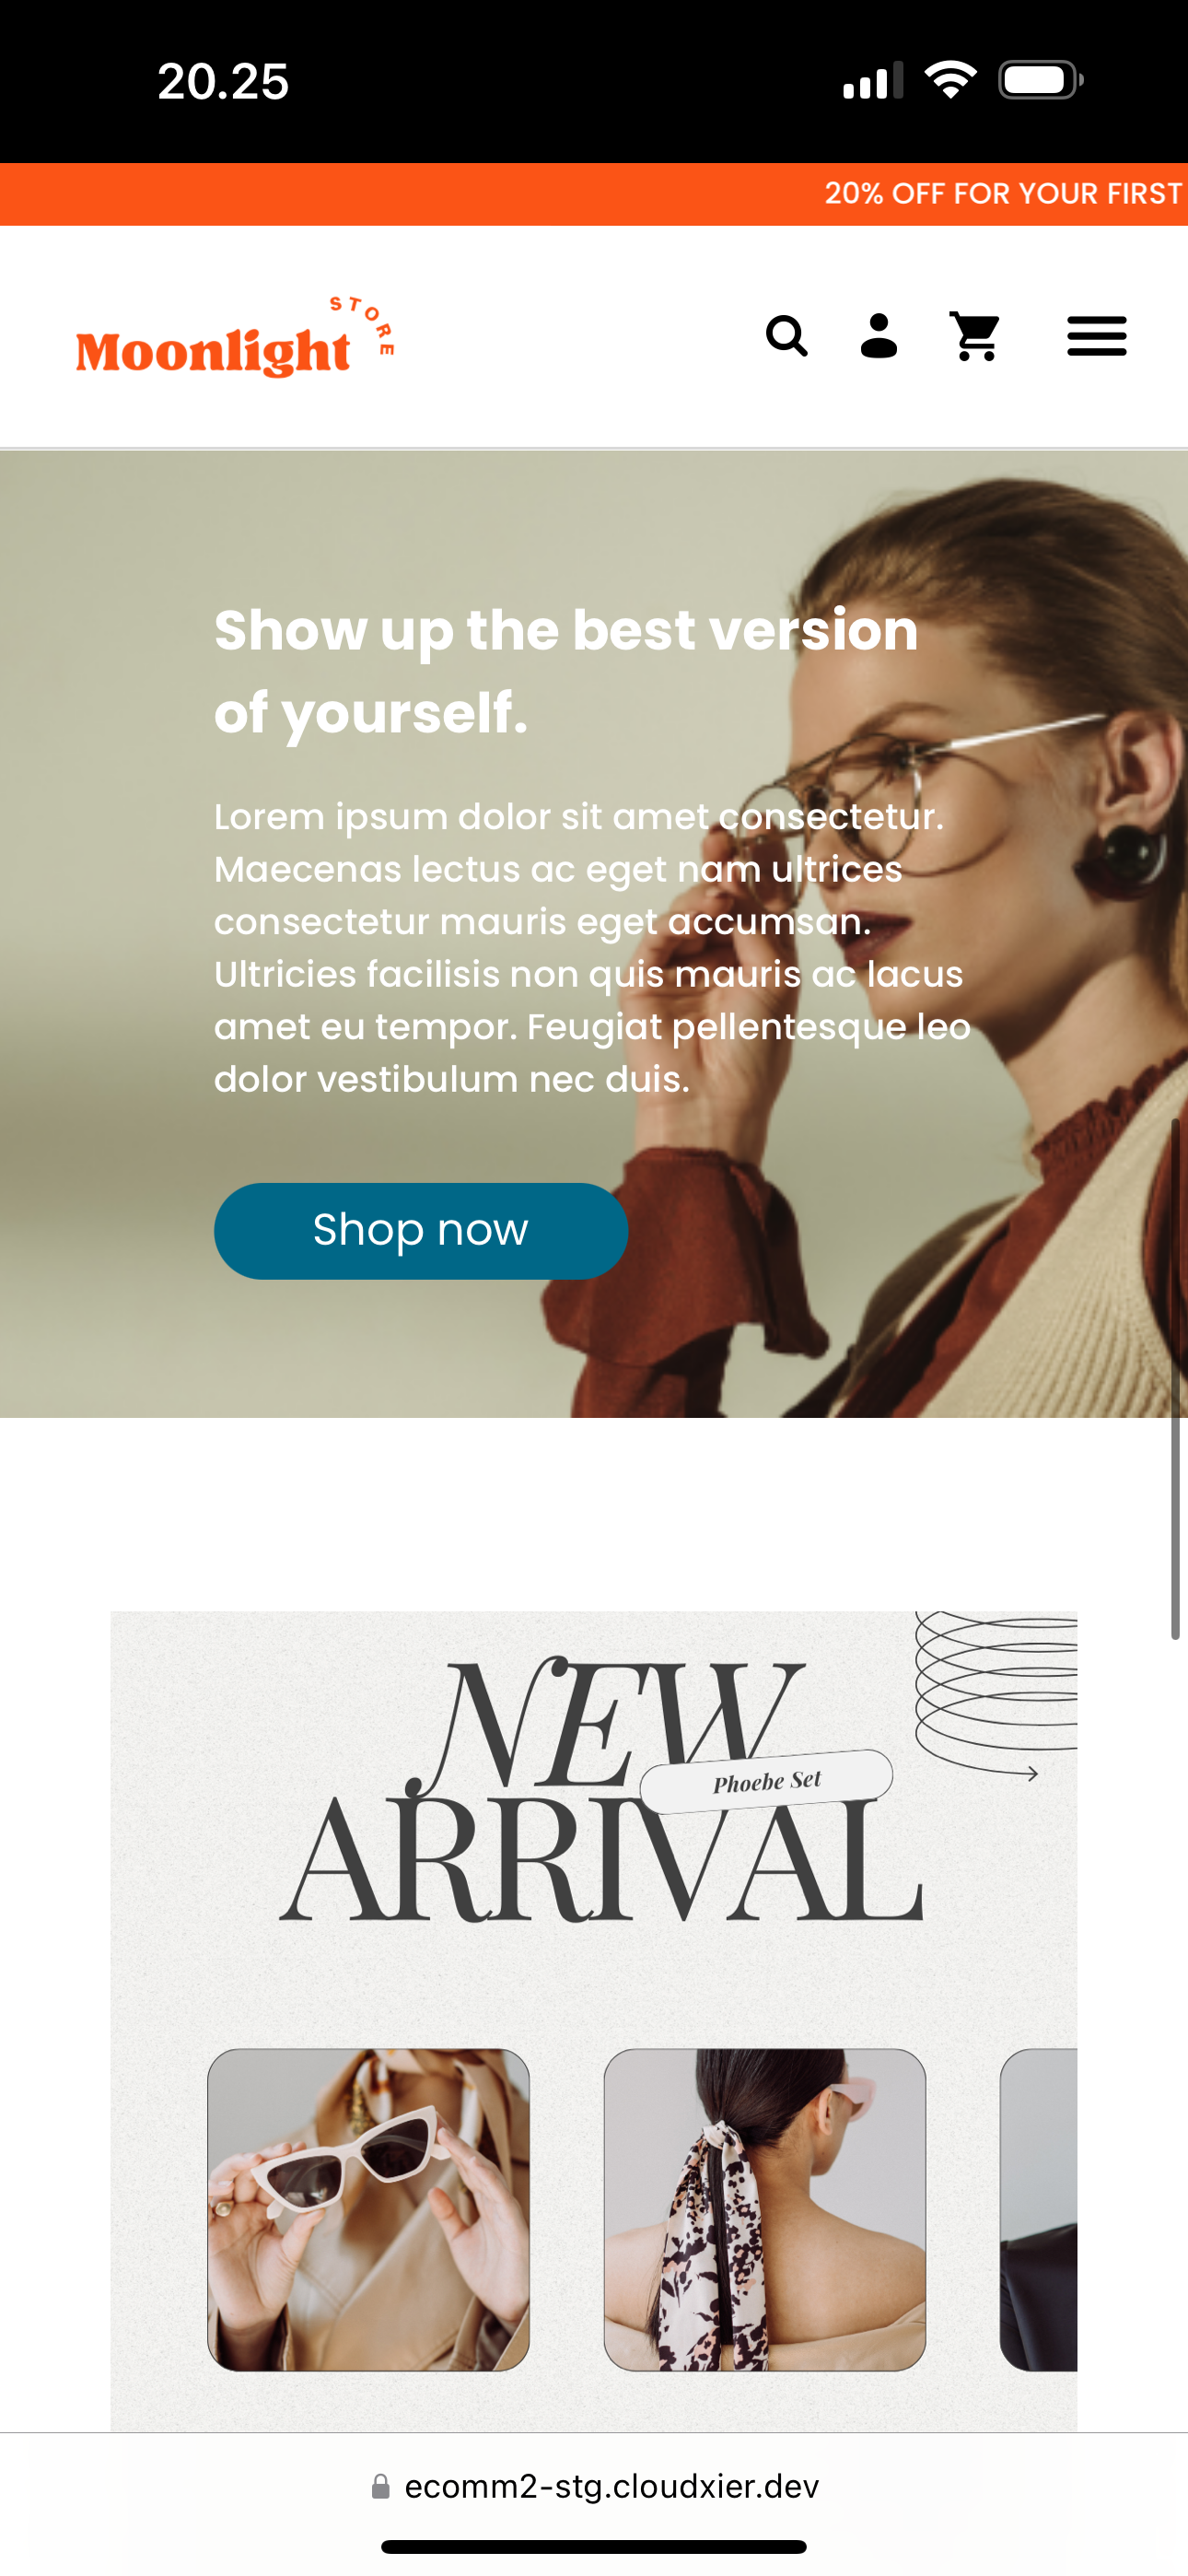 20.25
20% OFF FOR YOUR FIRST
STORE
Moonlight
Show up the best version
of yourself.
Lorem ipsum dolor sit amet consectetur.
Maecenas lectus ac eget nam ultrices
consectetur mauris eget accumsan.
Ultricies facilisis non quis mauris ac lacus
amet eu tempor. Feugiat pellentesque leo
dolor vestibulum nec duis.
Shop now
NEW
Phoebe Set
ARRIVAL
ecomm2-stg.cloudxier.dev